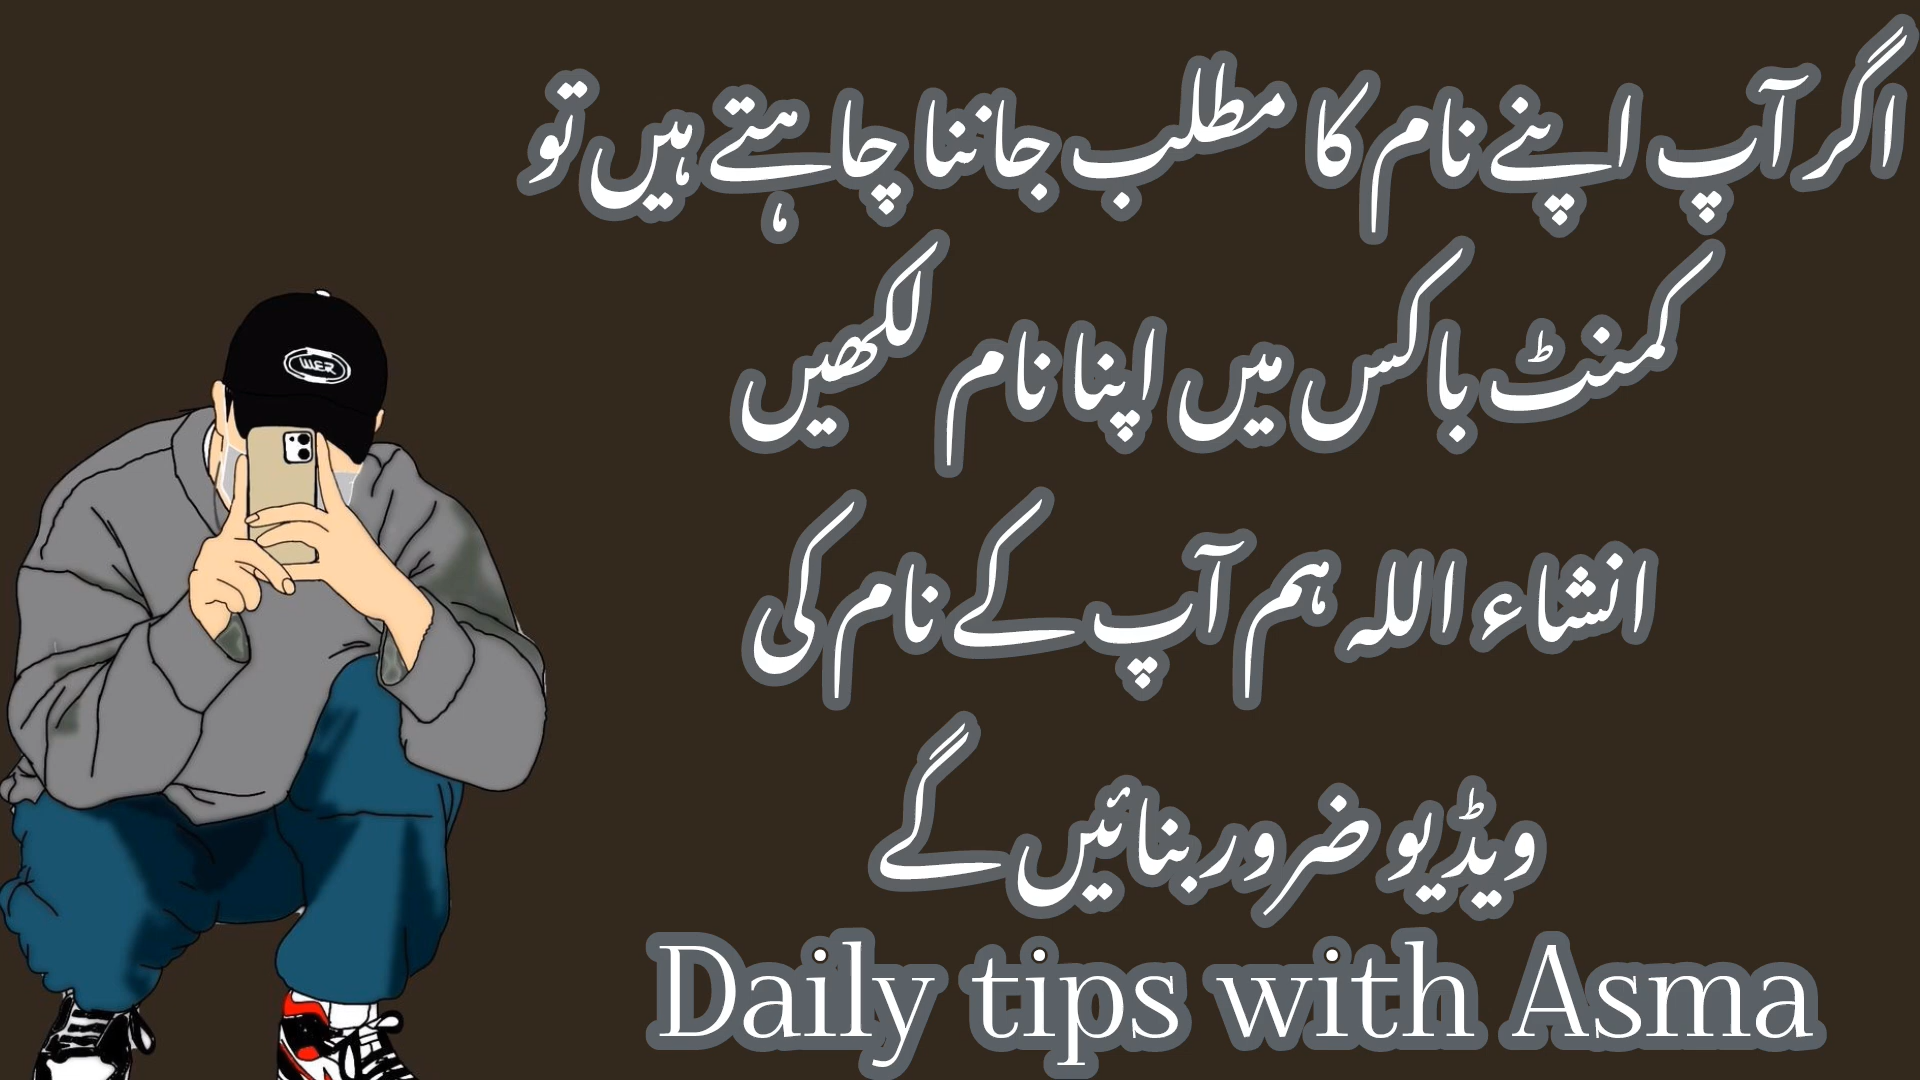 اگر آپ اپنے نام کا مطلب جاننا چاہتے ہیں تو
کمنٹ باکس میں اپنا نام لکھیں
انشاء اللہ ہم آپ کے نام کی
ویڈیو ضرور بنائیں گے
Daily tips with Asma